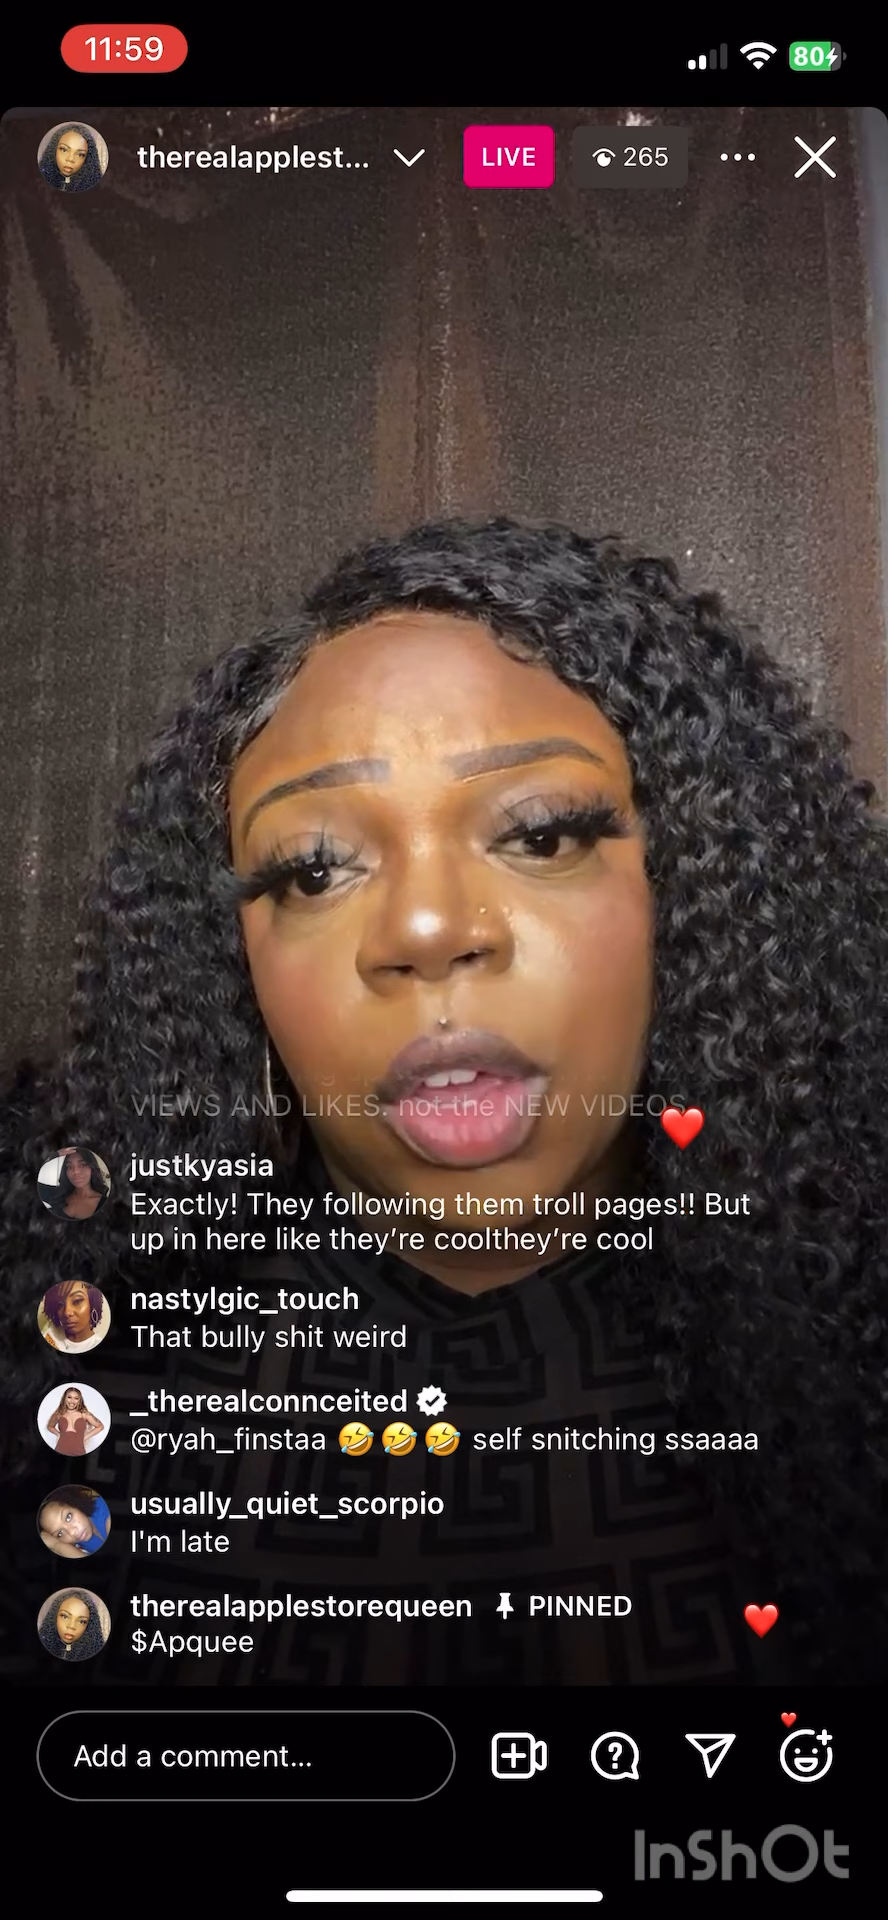 11:59
80
therealapplest...
LIVE
265
VIEWS AND LIKES. not the NEW VIDEOS
justkyasia
Exactly! They following them troll pages!! But
up in here like they’re coolthey’re cool
nastylgic_touch
That bully shit weird
_therealconnceited
@ryah_finstaa 🤣🤣🤣 self snitching ssaaaa
usually_quiet_scorpio
I'm late
therealapplestorequeen PINNED
$Apquee
Add a comment...
InShOt